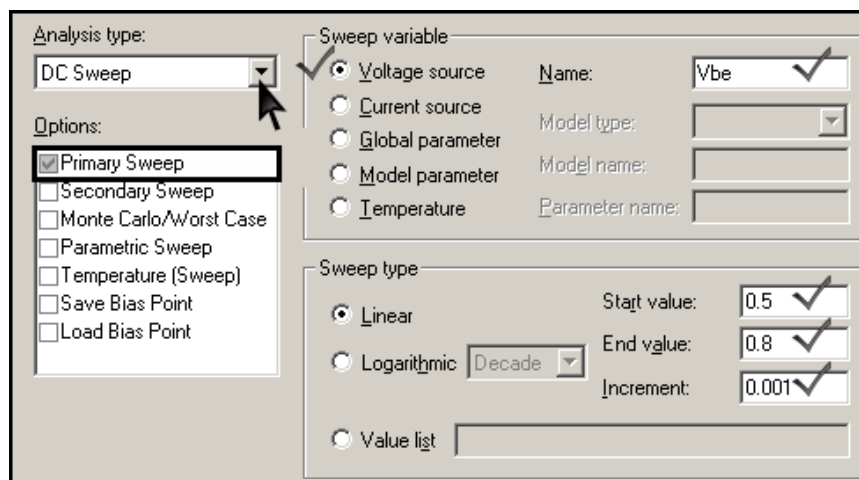 Analysis type:
DC Sweep
Options:
Primary Sweep
Secondary Sweep
Monte Carlo/Worst Case
Parametric Sweep
Temperature (Sweep)
Save Bias Point
Load Bias Point
Sweep variable
Voltage source
Name:
Vbe
Current source
Model type:
Global parameter
Model parameter
Model name:
Temperature
Parameter name:
Sweep type
Linear
Start value:
0.5
Logarithmic
Decade
End value:
0.8
Increment:
0.001
Value list